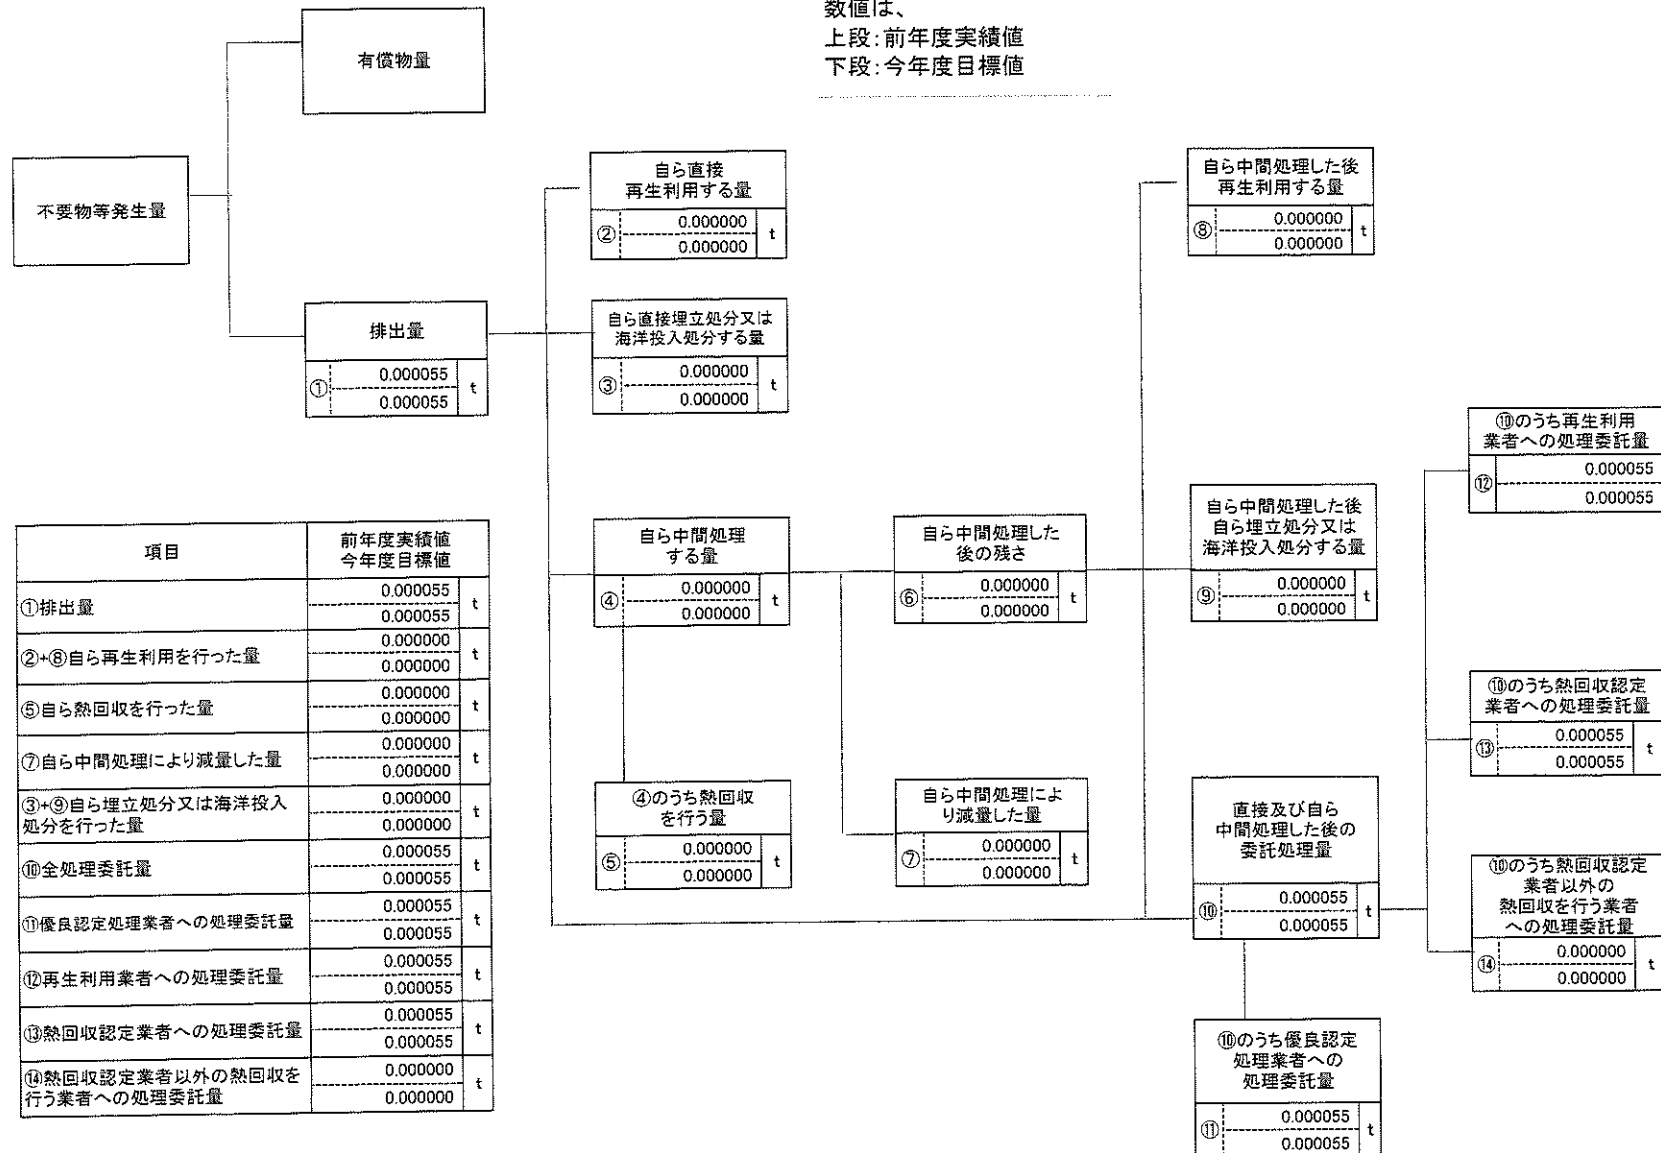 数値は、
上段:前年度実績値
下段:今年度目標値
有償物量
不要物等発生量
排出量
① 0.000055 t
0.000055
自ら直接
再生利用する量
② 0.000000 t
0.000000
自ら直接埋立処分又は
海洋投入処分する量
③ 0.000000 t
0.000000
自ら中間処理
する量
④ 0.000000 t
0.000000
④のうち熱回収
を行う量
⑤ 0.000000 t
0.000000
自ら中間処理した
後の残さ
⑥ 0.000000 t
0.000000
自ら中間処理によ
り減量した量
⑦ 0.000000 t
0.000000
自ら中間処理した後
再生利用する量
⑧ 0.000000 t
0.000000
自ら中間処理した後
自ら埋立処分又は
海洋投入処分する量
⑨ 0.000000 t
0.000000
直接及び自ら
中間処理した後の
委託処理量
⑩ 0.000055 t
0.000055
⑩のうち優良認定
処理業者への
処理委託量
⑪ 0.000055 t
0.000055
⑩のうち再生利用
業者への処理委託量
⑫ 0.000055
0.000055
⑩のうち熱回収認定
業者への処理委託量
⑬ 0.000055 t
0.000055
⑩のうち熱回収認定
業者以外の
熱回収を行う業者
への処理委託量
⑭ 0.000000 t
0.000000
項目 前年度実績値
今年度目標値
①排出量 0.000055 t
0.000055
②+⑧自ら再生利用を行った量 0.000000 t
0.000000
⑤自ら熱回収を行った量 0.000000 t
0.000000
⑦自ら中間処理により減量した量 0.000000 t
0.000000
③+⑨自ら埋立処分又は海洋投入
処分を行った量 0.000000 t
0.000000
⑩全処理委託量 0.000055 t
0.000055
⑪優良認定処理業者への処理委託量 0.000055 t
0.000055
⑫再生利用業者への処理委託量 0.000055 t
0.000055
⑬熱回収認定業者への処理委託量 0.000055 t
0.000055
⑭熱回収認定業者以外の熱回収を
行う業者への処理委託量 0.000000 t
0.000000